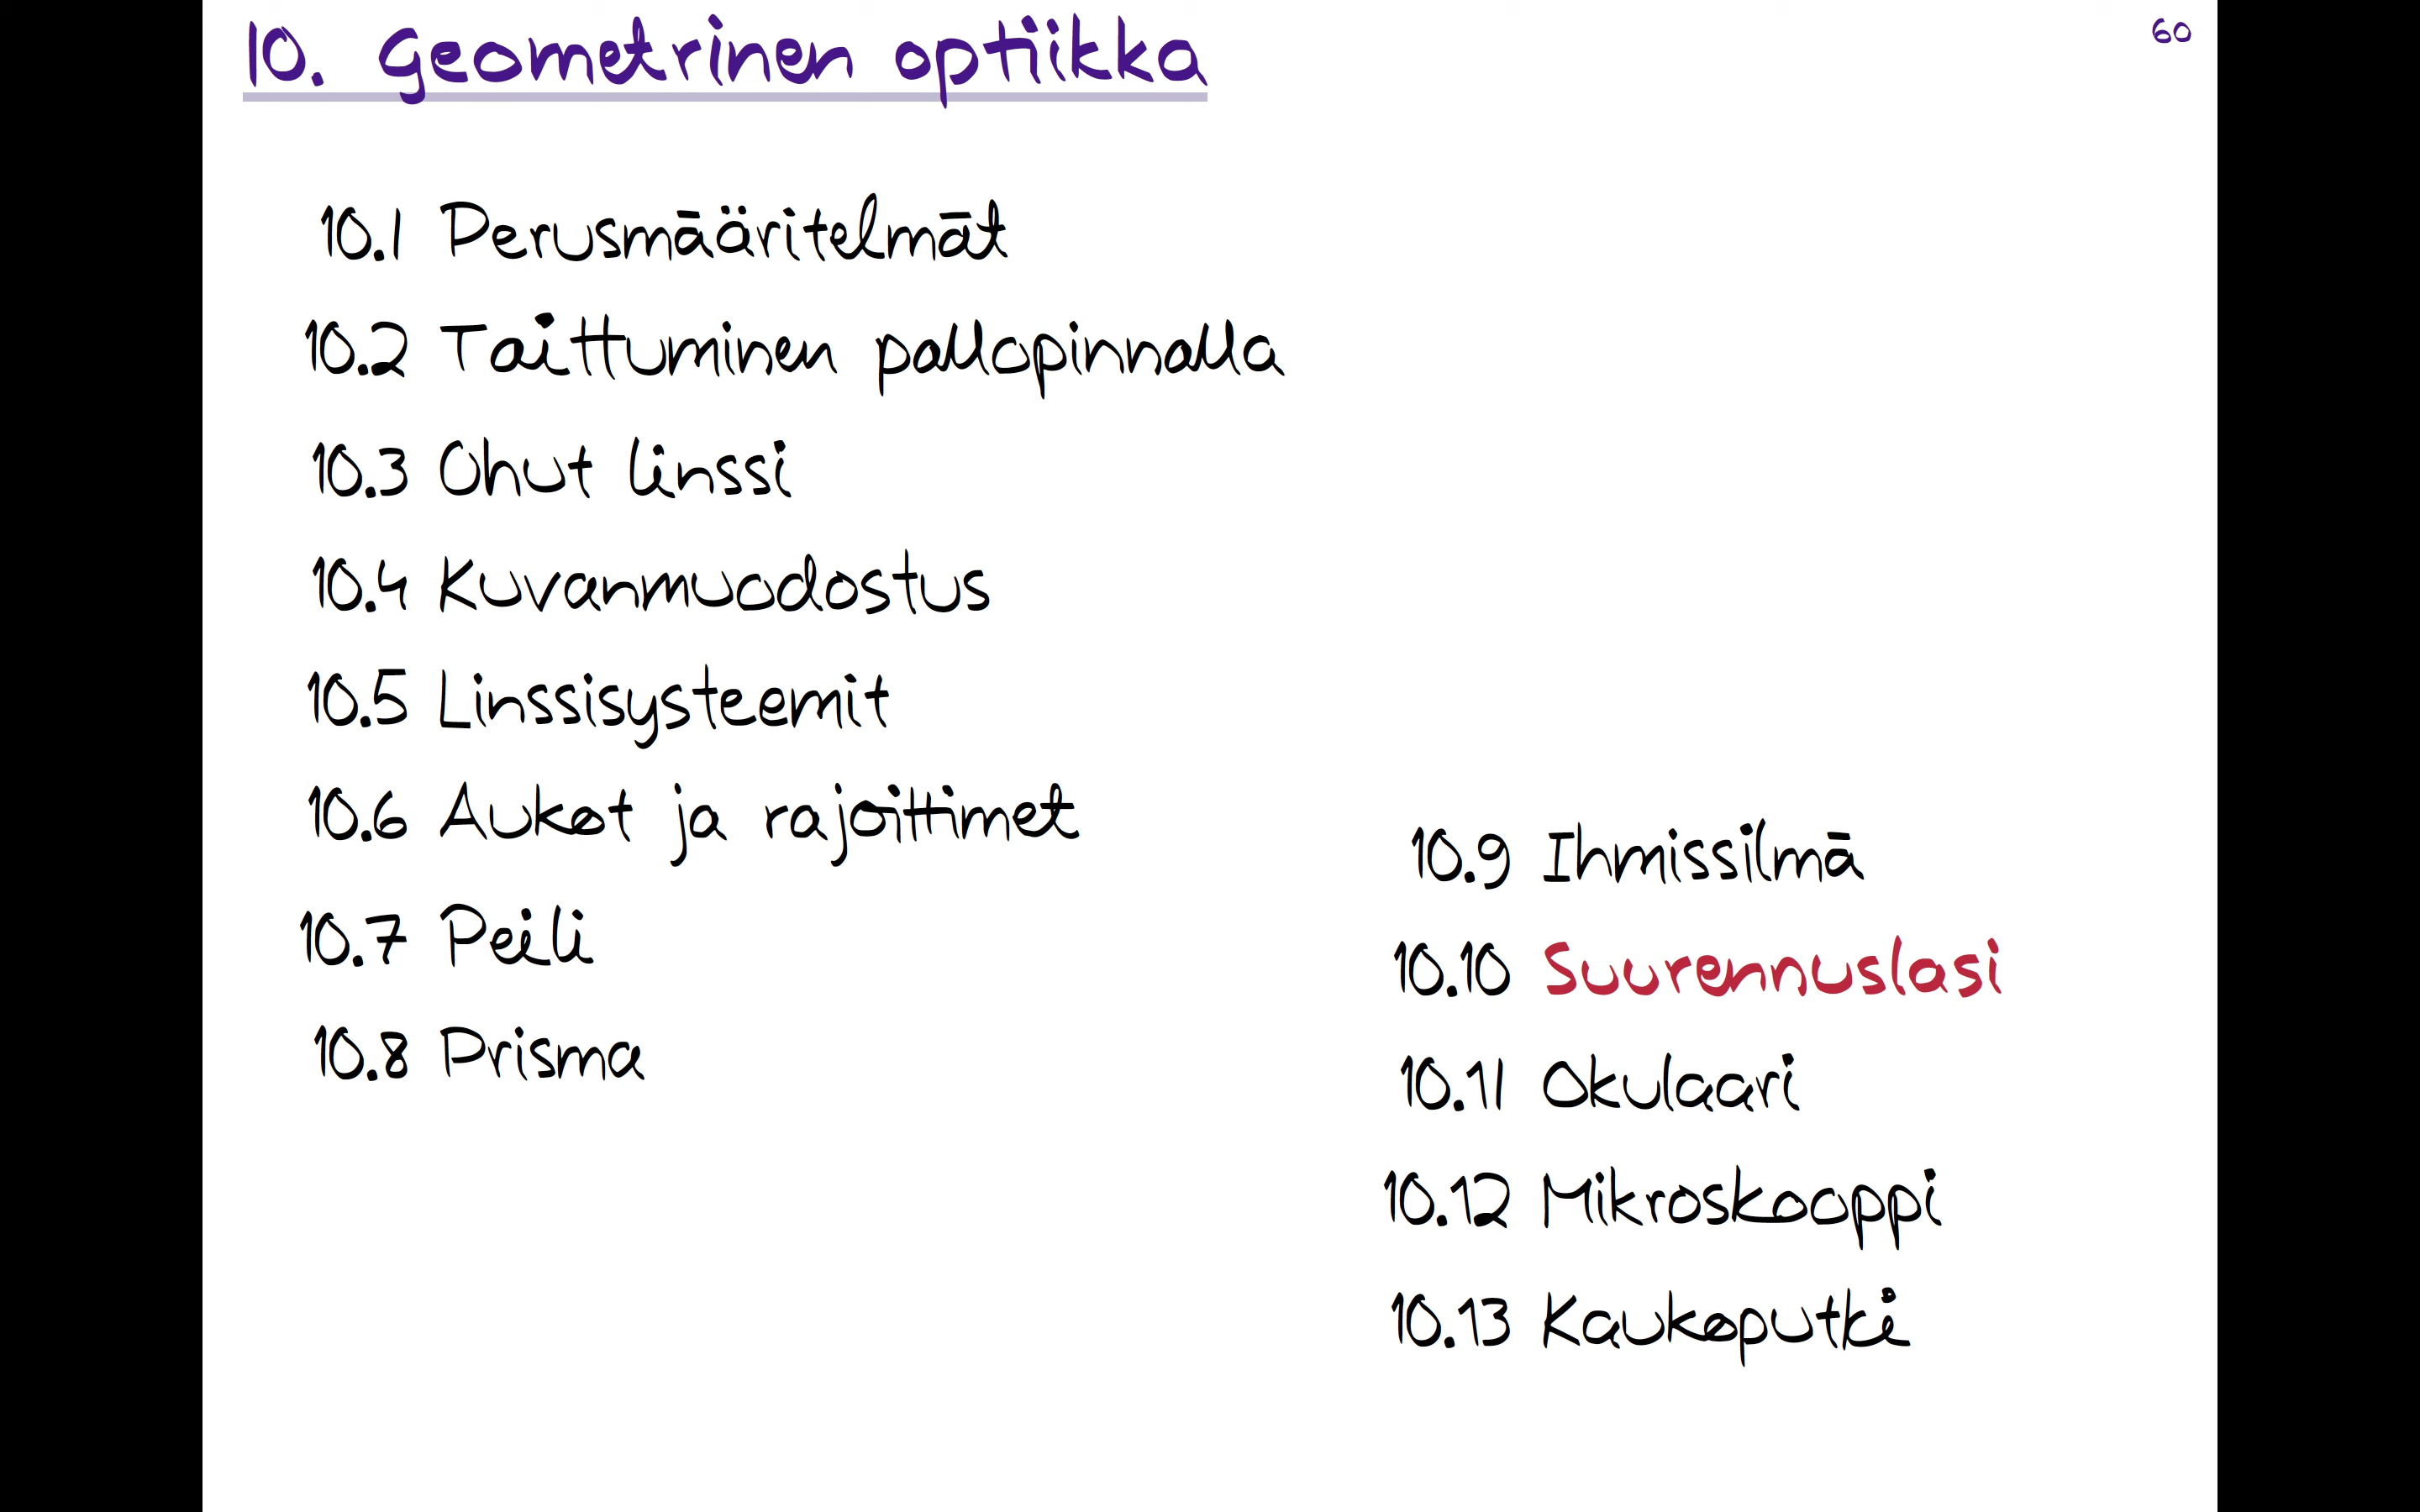 10. Geometrinen optiikka
60
10.1 Perusmääritelmät
10.2 Taittuminen pallopinnalla
10.3 Ohut linssi
10.4 Kuvanmuodostus
10.5 Linssisysteemit
10.6 Aukot ja rajoittimet
10.7 Peili
10.8 Prisma
10.9 Ihmissilmä
10.10 Suurennuslasi
10.11 Okulaari
10.12 Mikroskooppi
10.13 Kaukoputki